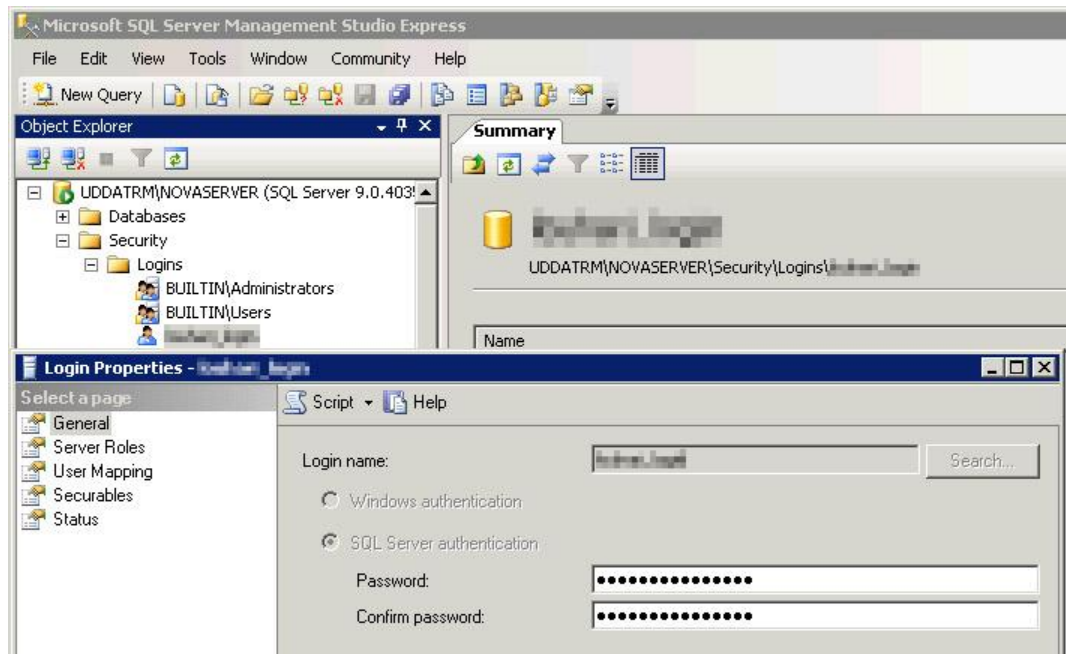 Microsoft SQL Server Management Studio Express
File Edit View Tools Window Community Help
New Query
Object Explorer
Summary
UDDATRM\NOVASERVER (SQL Server 9.0.403
Databases
Security
Logins
BUILTIN\Administrators
BUILTIN\Users
UDDATRM\NOVASERVER\Security\Logins\
Name
Login Properties -
Select a page
General
Server Roles
User Mapping
Securables
Status
Script Help
Login name:
Search...
Windows authentication
SQL Server authentication
Password:
Confirm password: